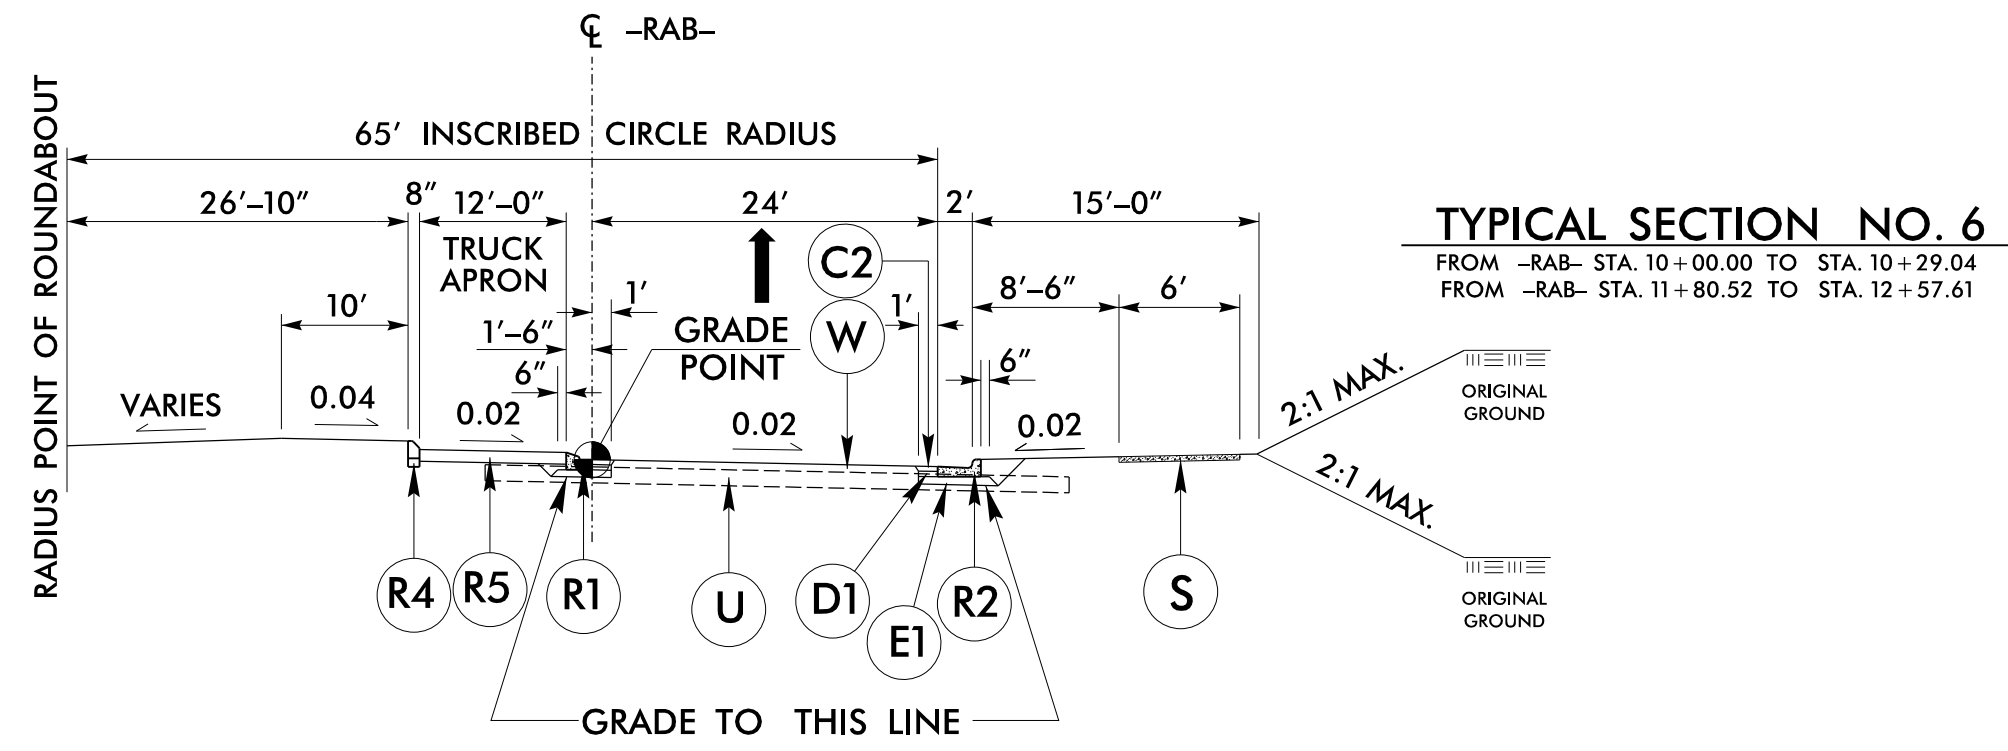 ℄ –RAB–
RADIUS POINT OF ROUNDABOUT
65' INSCRIBED CIRCLE RADIUS
26'–10"
8"
12'–0"
24'
2'
15'–0"
TRUCK
APRON
TYPICAL SECTION NO. 6
FROM –RAB– STA. 10+00.00 TO STA. 10+29.04
FROM –RAB– STA. 11+80.52 TO STA. 12+57.61
C2
W
10'
1'–6"
1'
6"
GRADE
POINT
1'
8'–6"
6'
6"
VARIES
0.04
0.02
0.02
0.02
2:1 MAX.
ORIGINAL
GROUND
2:1 MAX.
ORIGINAL
GROUND
R4
R5
R1
U
D1
E1
R2
S
GRADE TO THIS LINE